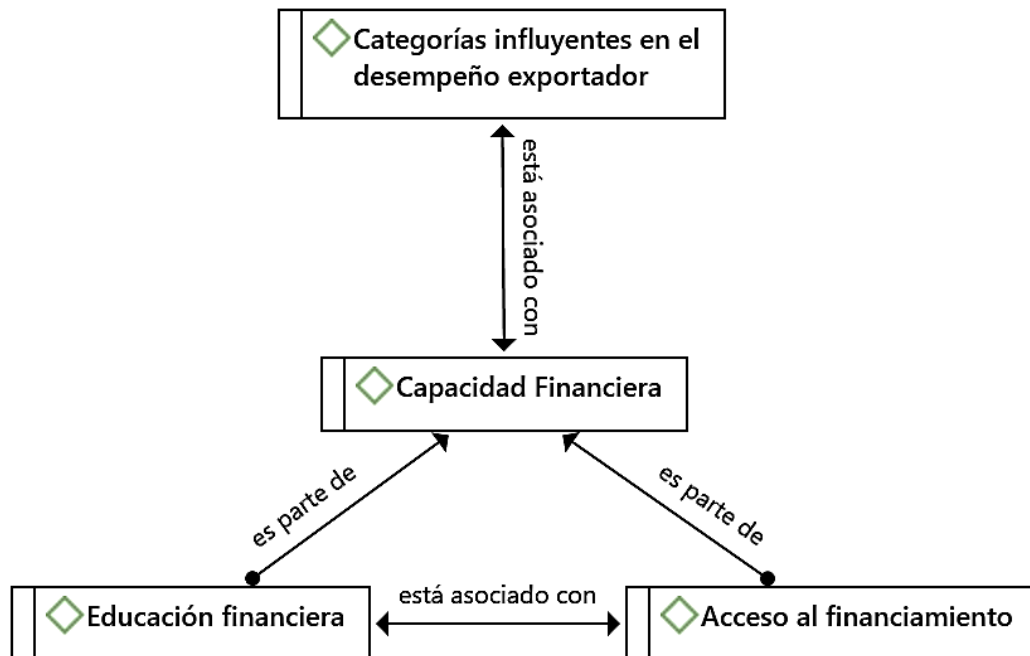 Categorías influyentes en el
desempeño exportador
está asociado con
Capacidad Financiera
es parte de
es parte de
Educación financiera
está asociado con
Acceso al financiamiento